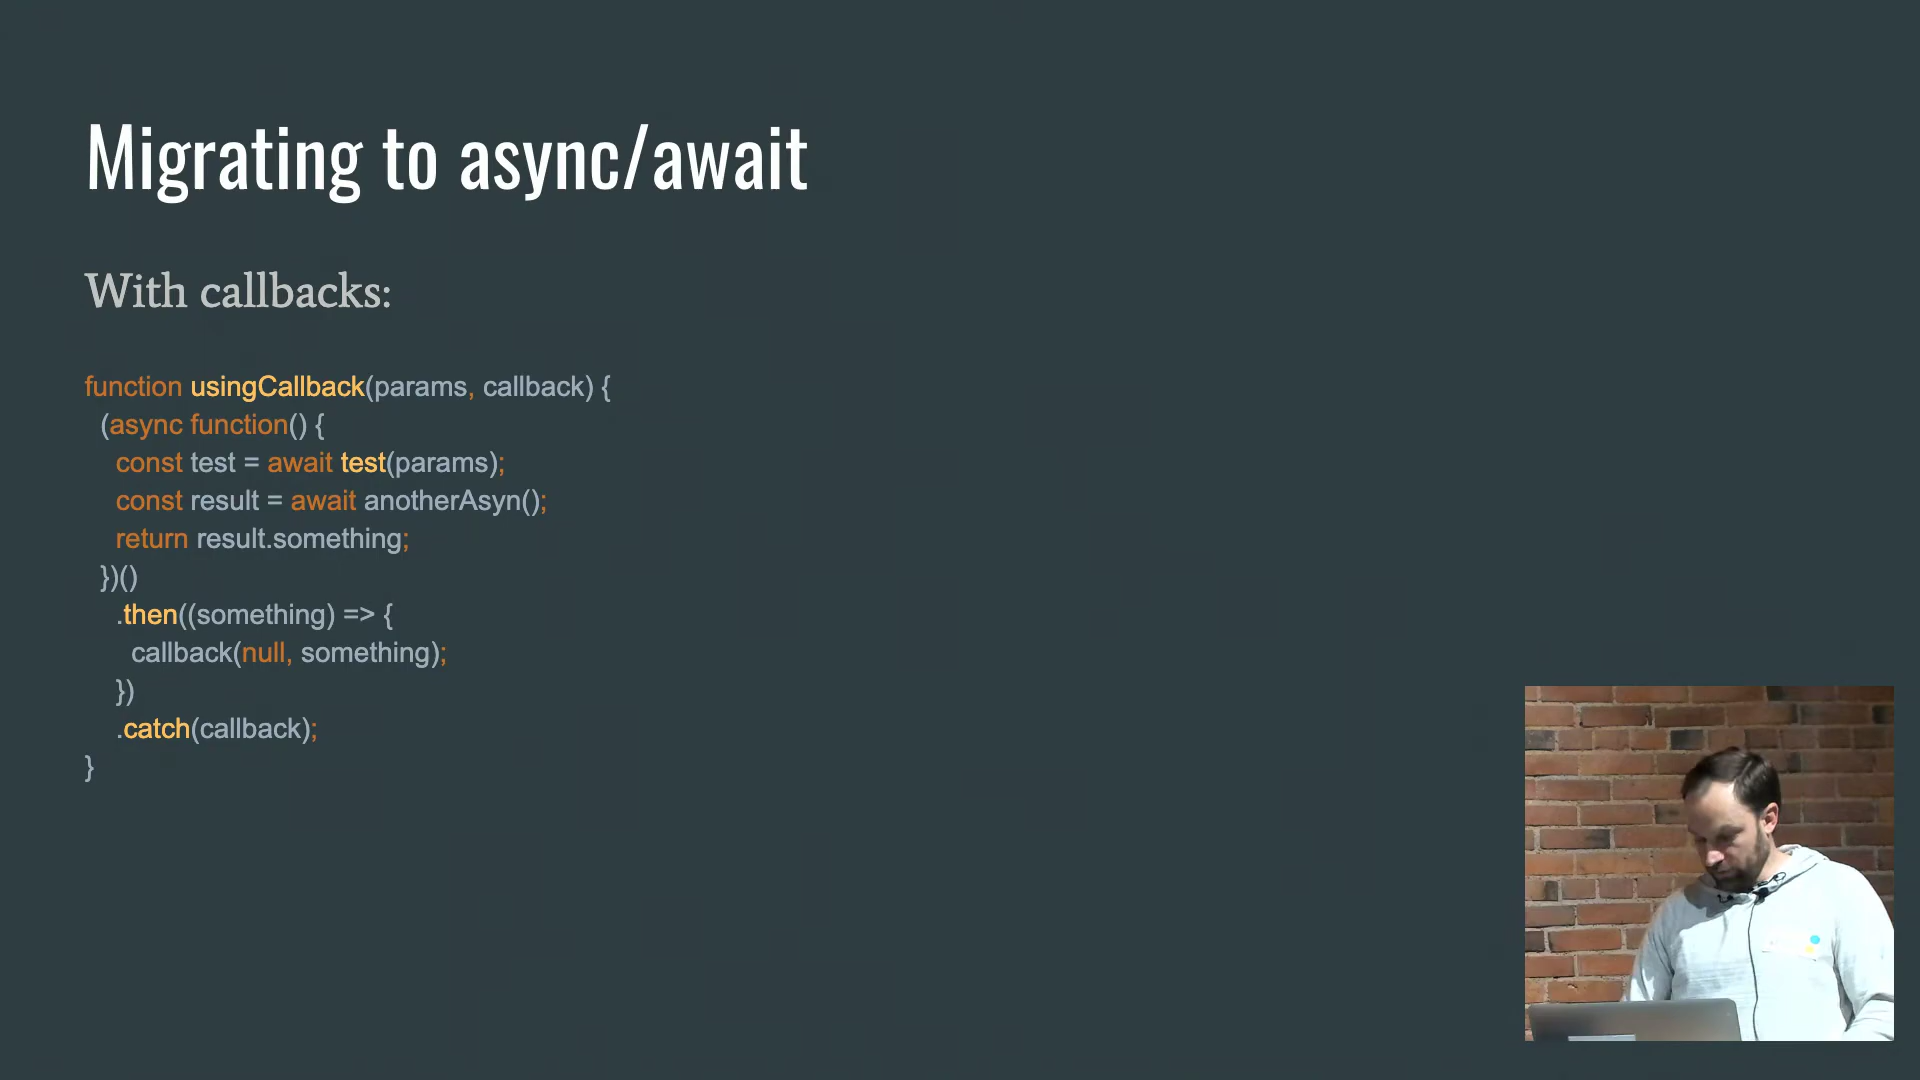 Migrating to async/await
With callbacks:
function usingCallback(params, callback) {
(async function() {
const test = await test(params);
const result = await anotherAsyn();
return result.something;
})()
.then((something) => {
callback(null, something);
})
.catch(callback);
}